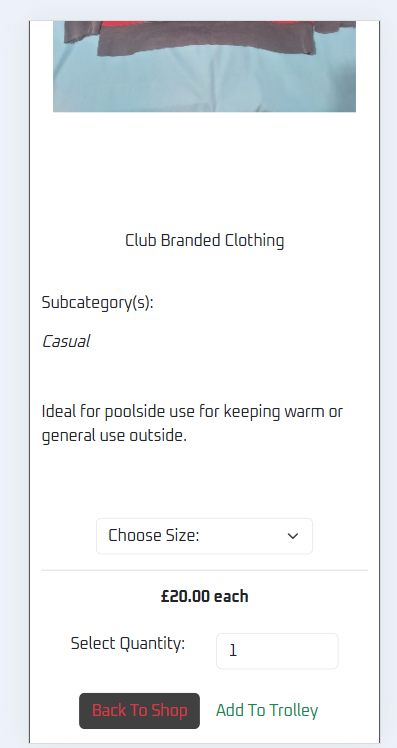 Club Branded Clothing
Subcategory(s):
Casual
Ideal for poolside use for keeping warm or
general use outside.
Choose Size:
£20.00 each
Select Quantity: 1
Back To Shop Add To Trolley